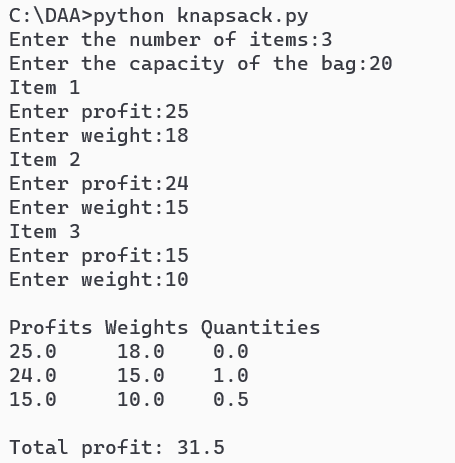 C:\DAA>python knapsack.py
Enter the number of items:3
Enter the capacity of the bag:20
Item 1
Enter profit:25
Enter weight:18
Item 2
Enter profit:24
Enter weight:15
Item 3
Enter profit:15
Enter weight:10

Profits Weights Quantities
25.0     18.0    0.0
24.0     15.0    1.0
15.0     10.0    0.5

Total profit: 31.5